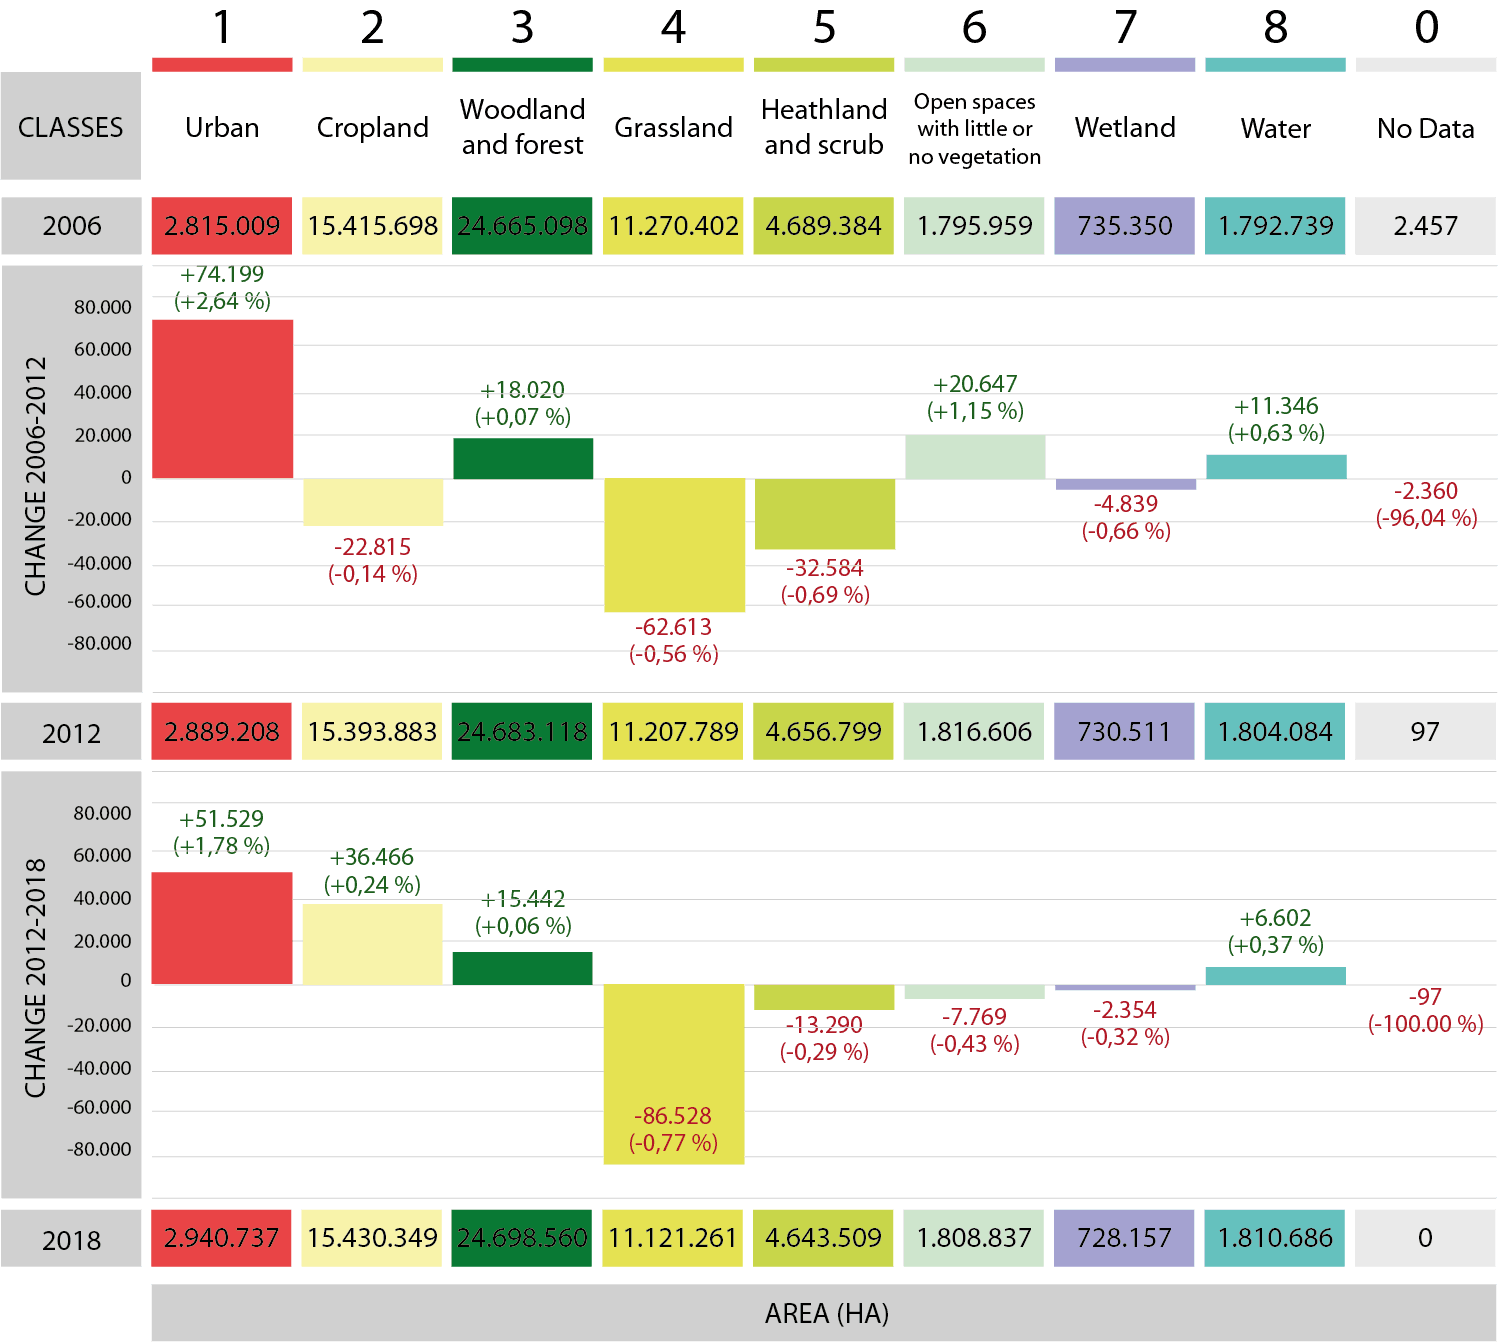 1 2 3 4 5 6 7 8 0
CLASSES
Urban
Cropland
Woodland
and forest
Grassland
Heathland
and scrub
Open spaces
with little or
no vegetation
Wetland
Water
No Data
2006 2.815.009 15.415.698 24.665.098 11.270.402 4.689.384 1.795.959 735.350 1.792.739 2.457
CHANGE 2006-2012
80.000
60.000
40.000
20.000
0
-20.000
-40.000
-60.000
-80.000
+74.199
(+2,64 %)
-22.815
(-0,14 %)
+18.020
(+0,07 %)
-62.613
(-0,56 %)
-32.584
(-0,69 %)
+20.647
(+1,15 %)
-4.839
(-0,66 %)
+11.346
(+0,63 %)
-2.360
(-96,04 %)
2012 2.889.208 15.393.883 24.683.118 11.207.789 4.656.799 1.816.606 730.511 1.804.084 97
CHANGE 2012-2018
80.000
60.000
40.000
20.000
0
-20.000
-40.000
-60.000
-80.000
+51.529
(+1,78 %)
+36.466
(+0,24 %)
+15.442
(+0,06 %)
-86.528
(-0,77 %)
-13.290
(-0,29 %)
-7.769
(-0,43 %)
-2.354
(-0,32 %)
+6.602
(+0,37 %)
-97
(-100.00 %)
2018 2.940.737 15.430.349 24.698.560 11.121.261 4.643.509 1.808.837 728.157 1.810.686 0
AREA (HA)